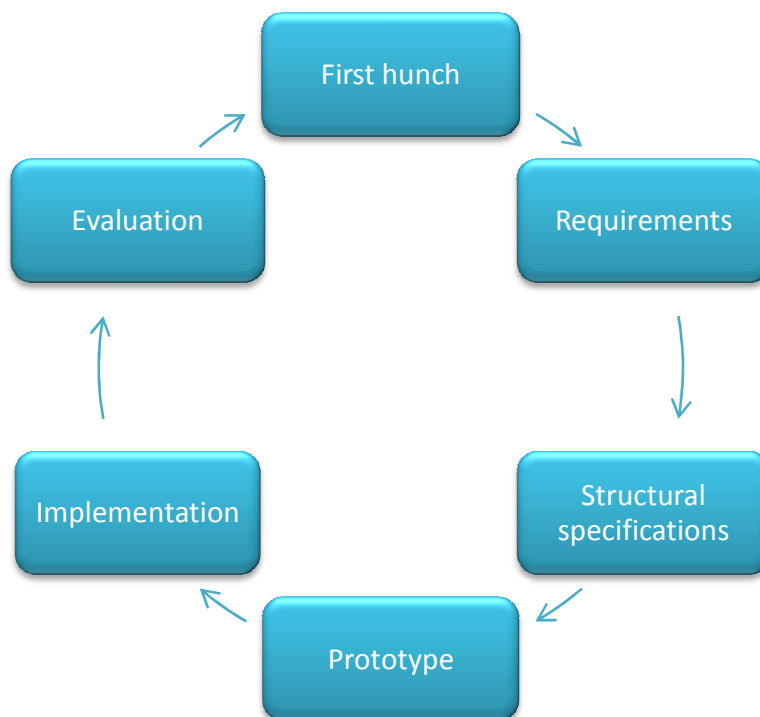 First hunch
Requirements
Structural
specifications
Prototype
Implementation
Evaluation